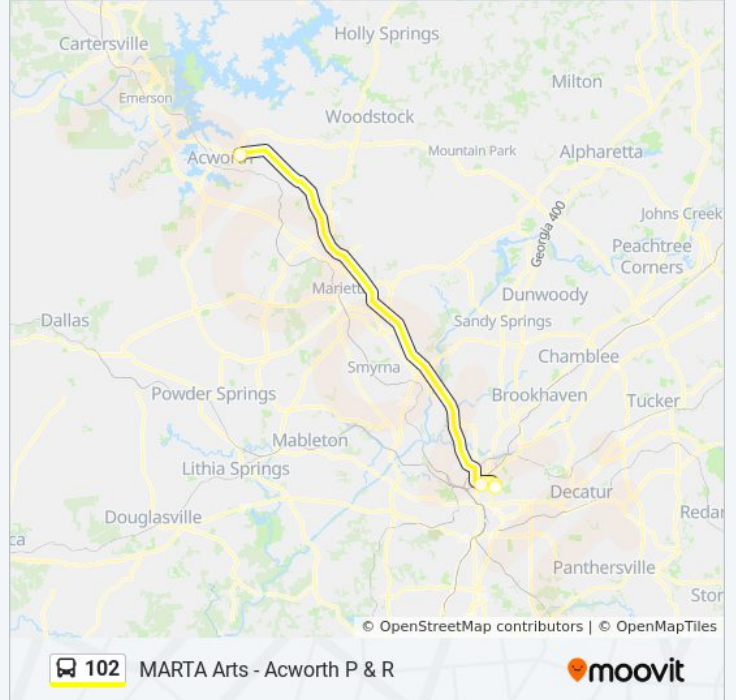 Holly Springs
Cartersville
Milton
Emerson
Woodstock
Mountain Park
Alpharetta
Acworth
Georgia 400
Johns Creek
Peachtree
Corners
Marietta
Dunwoody
Dallas
Sandy Springs
Chamblee
Smyrna
Powder Springs
Brookhaven
Tucker
Mableton
Lithia Springs
Decatur
Douglasville
Redan
ca
Panthersville
Ston
© OpenStreetMap contributors | © OpenMapTiles
102 MARTA Arts - Acworth P & R
moovit